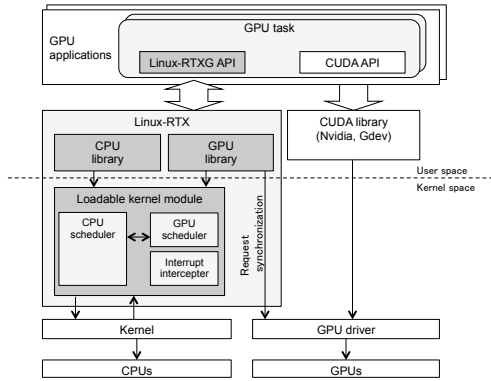 GPU task
GPU
applications
Linux-RTXG API
CUDA API
Linux-RTX
CUDA library
(Nvidia, Gdev)
CPU
library
GPU
library
User space
Kernel space
Loadable kernel module
CPU
scheduler
GPU
scheduler
Interrupt
intercepter
Request
synchronization
Kernel
GPU driver
CPUs
GPUs